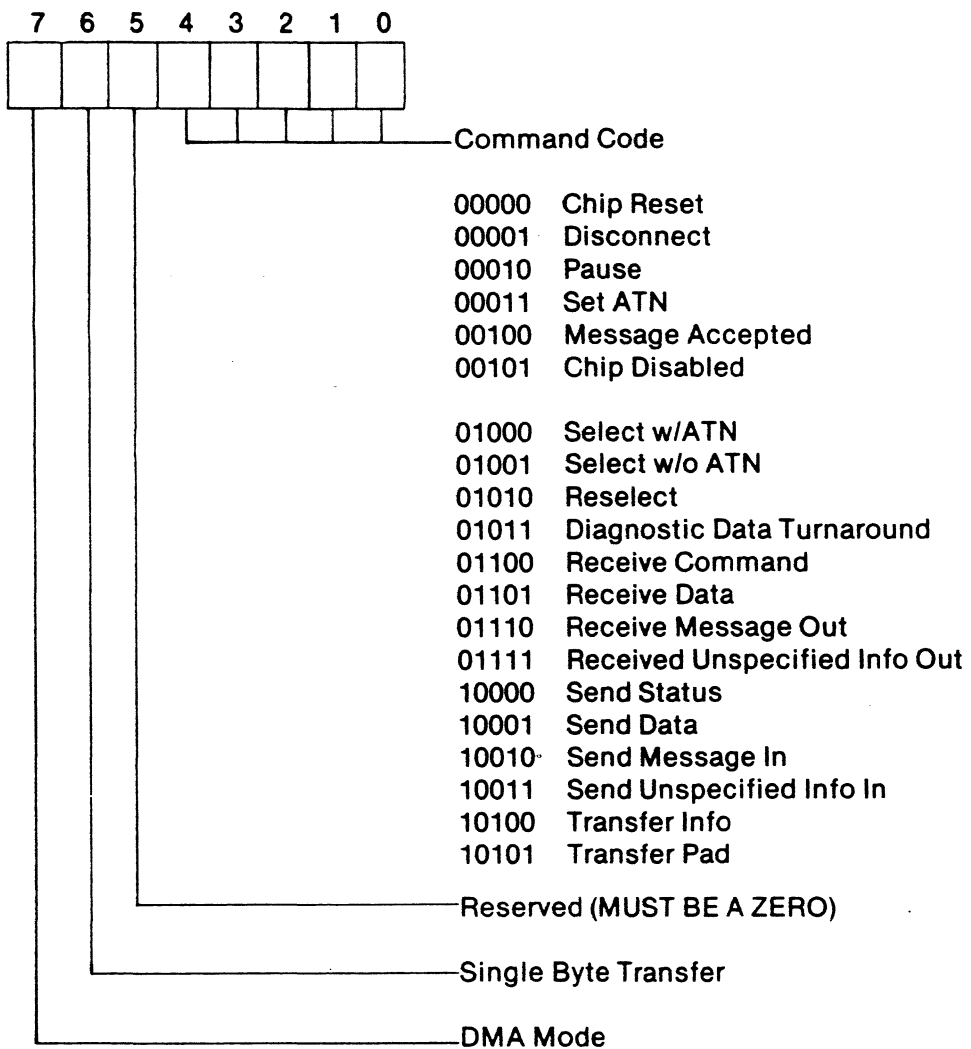 7 6 5 4 3 2 1 0
Command Code
00000 Chip Reset
00001 Disconnect
00010 Pause
00011 Set ATN
00100 Message Accepted
00101 Chip Disabled
01000 Select w/ATN
01001 Select w/o ATN
01010 Reselect
01011 Diagnostic Data Turnaround
01100 Receive Command
01101 Receive Data
01110 Receive Message Out
01111 Received Unspecified Info Out
10000 Send Status
10001 Send Data
10010 Send Message In
10011 Send Unspecified Info In
10100 Transfer Info
10101 Transfer Pad
Reserved (MUST BE A ZERO)
Single Byte Transfer
DMA Mode